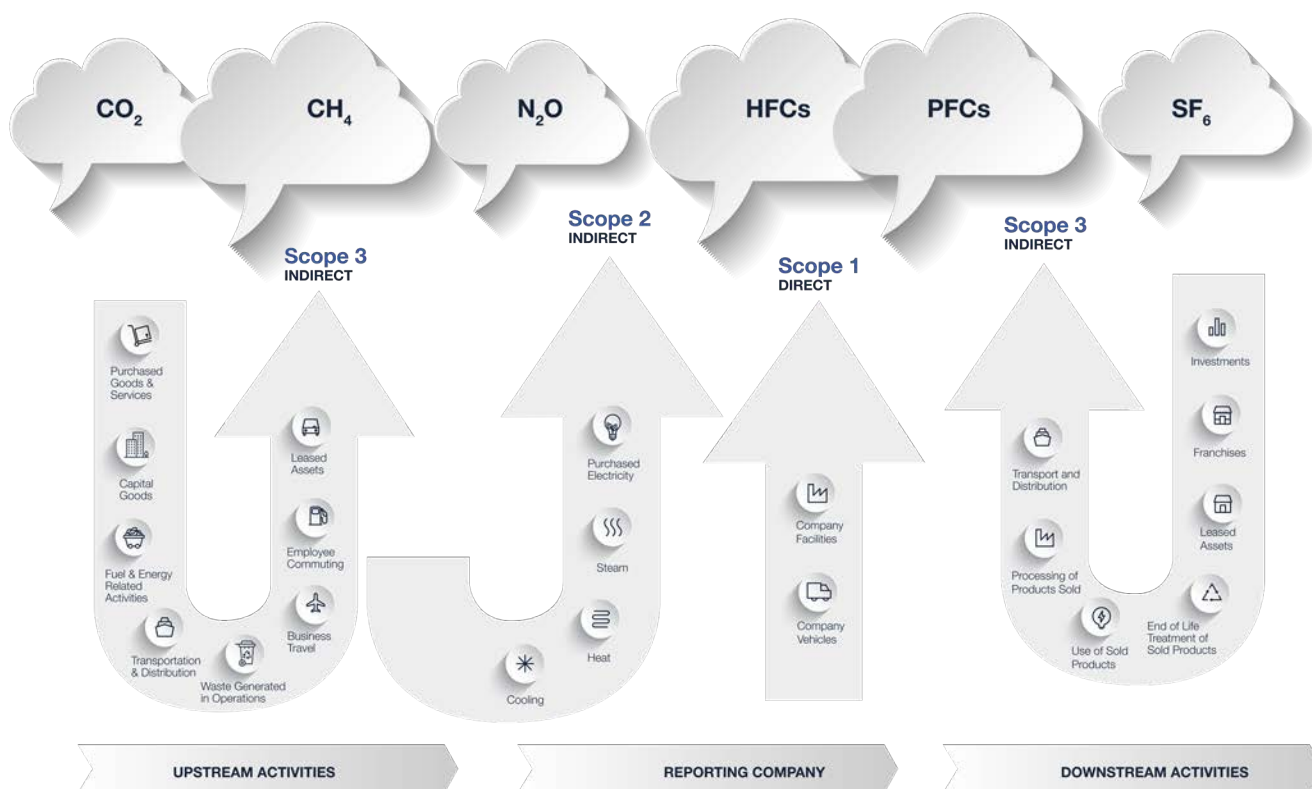 CO₂
CH₄
N₂O
HFCs
PFCs
SF₆
Scope 3
INDIRECT
Purchased
Goods &
Services
Capital
Goods
Fuel & Energy
Related
Activities
Transportation
& Distribution
Waste Generated
in Operations
Business
Travel
Employee
Commuting
Leased
Assets
Scope 2
INDIRECT
Purchased
Electricity
Steam
Heat
Cooling
Scope 1
DIRECT
Company
Facilities
Company
Vehicles
Scope 3
INDIRECT
Transport and
Distribution
Processing of
Products Sold
Use of Sold
Products
End of Life
Treatment of
Sold Products
Leased
Assets
Franchises
Investments
UPSTREAM ACTIVITIES
REPORTING COMPANY
DOWNSTREAM ACTIVITIES